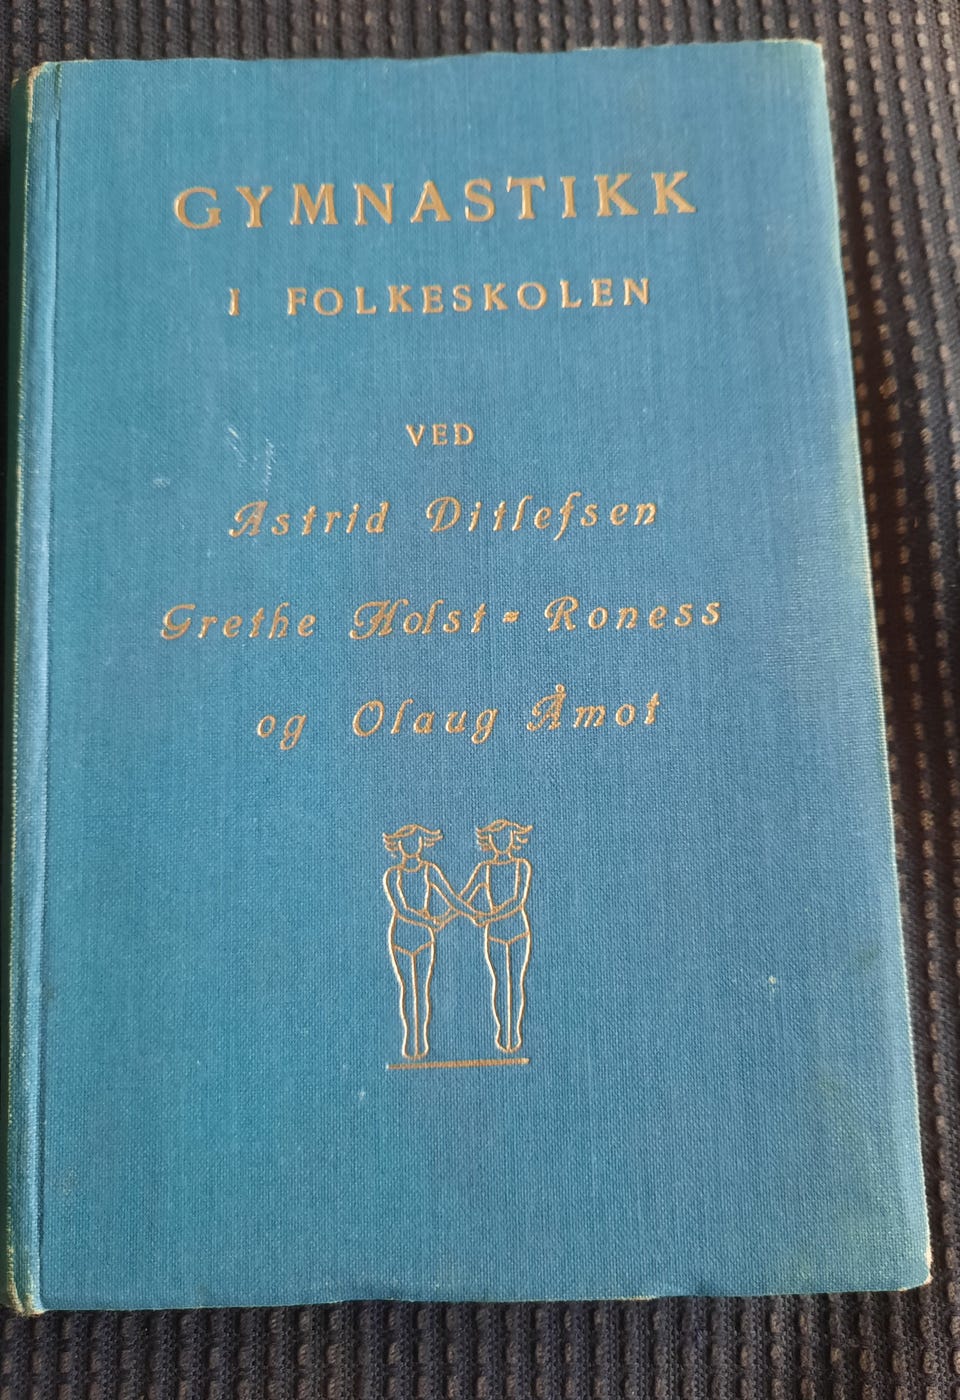 GYMNASTIKK
I FOLKESKOLEN
VED
Astrid Ditlefsen
Grethe Holst-Roness
og Olaug Åmot